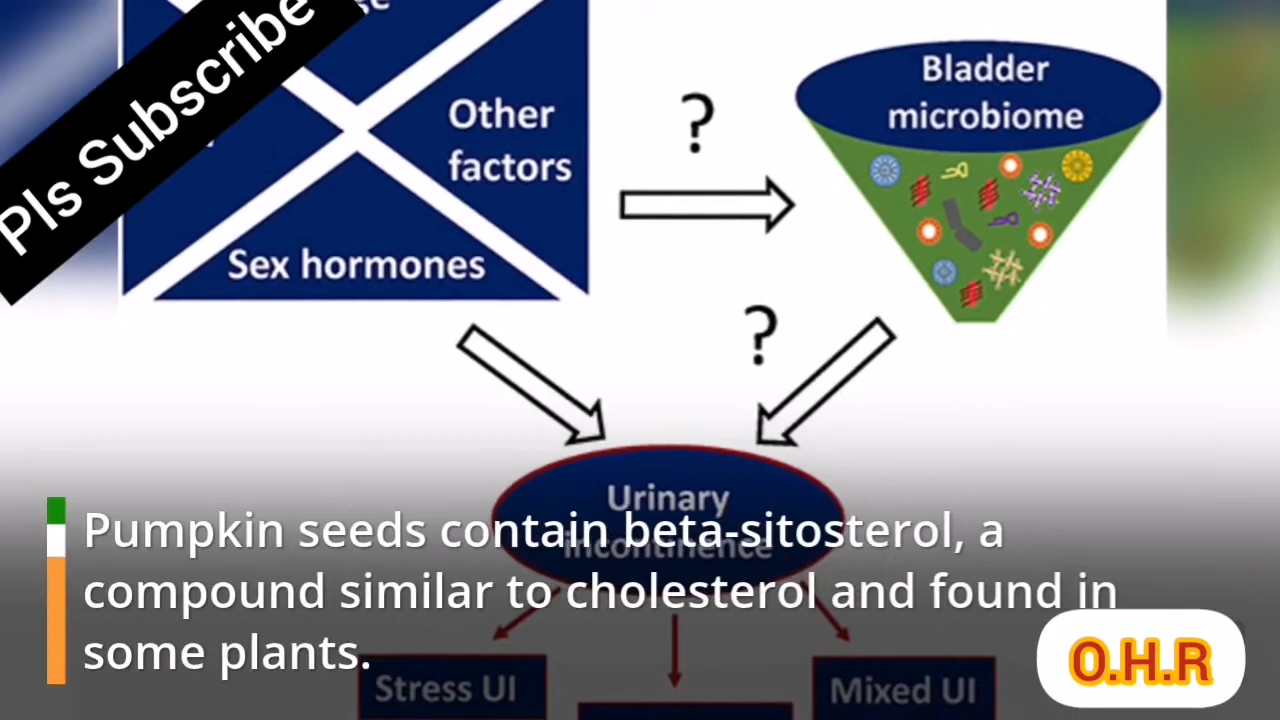 Pls Subscribe
Other
factors
Sex hormones
?
Bladder
microbiome
?
Urinary
incontinence
Pumpkin seeds contain beta-sitosterol, a
compound similar to cholesterol and found in
some plants.
Stress UI
Mixed UI
O.H.R